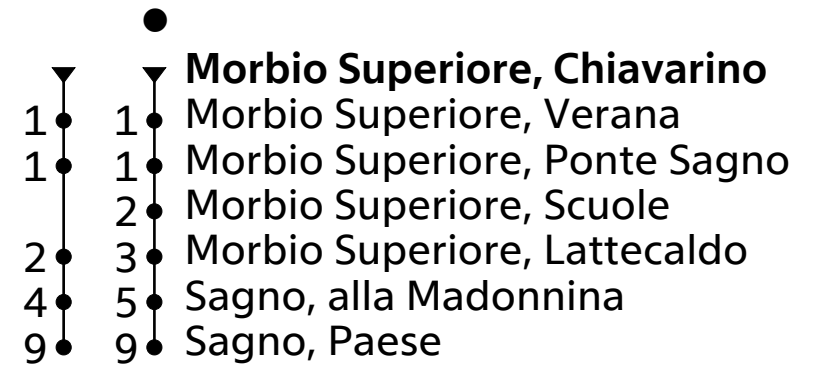 Morbio Superiore, Chiavarino
1 1 Morbio Superiore, Verana
1 1 Morbio Superiore, Ponte Sagno
2 Morbio Superiore, Scuole
2 3 Morbio Superiore, Lattecaldo
4 5 Sagno, alla Madonnina
9 9 Sagno, Paese